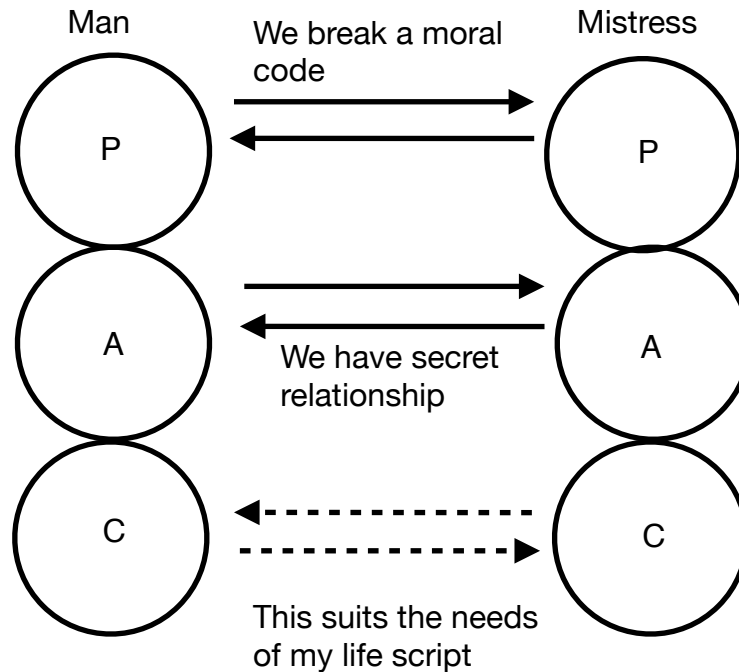 Man
Mistress
We break a moral
code
P
P
A
A
We have secret
relationship
C
C
This suits the needs
of my life script